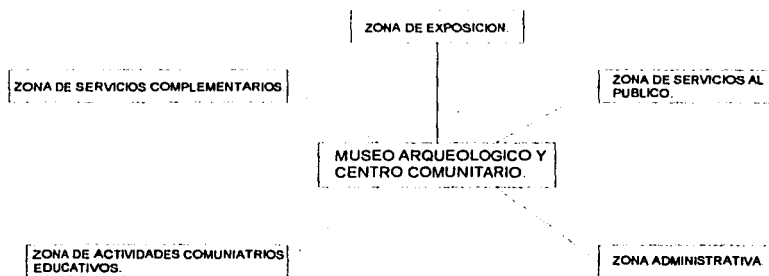 ZONA DE EXPOSICION.
ZONA DE SERVICIOS COMPLEMENTARIOS
ZONA DE SERVICIOS AL
PUBLICO.
MUSEO ARQUEOLOGICO Y
CENTRO COMUNITARIO.
ZONA DE ACTIVIDADES COMUNIATRIOS
EDUCATIVOS.
ZONA ADMINISTRATIVA